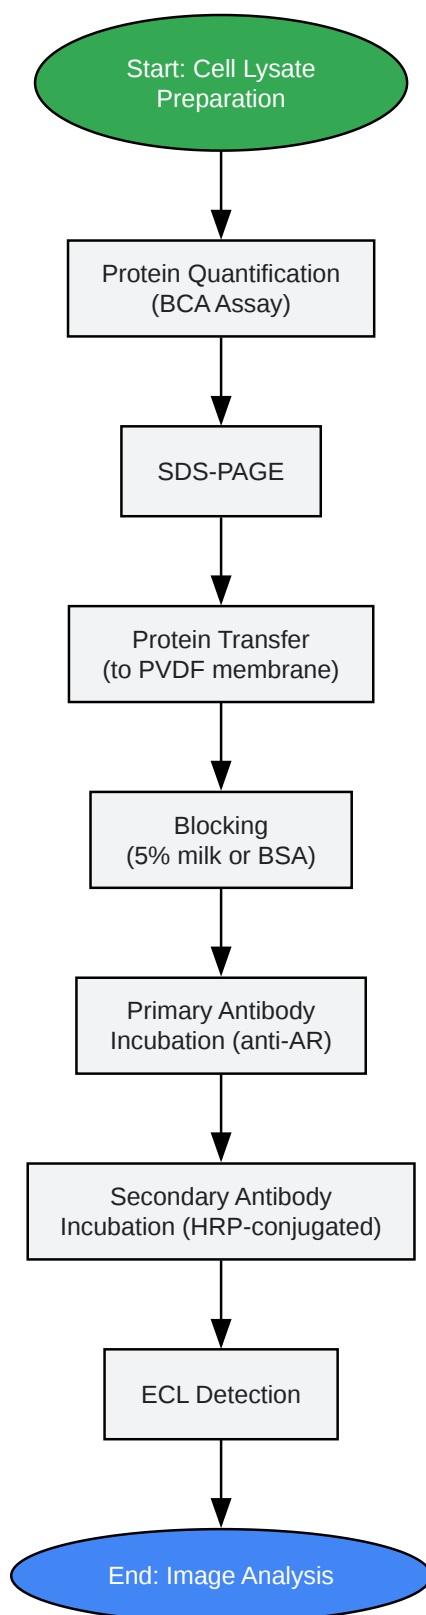 Start: Cell Lysate
Preparation
Protein Quantification
(BCA Assay)
SDS-PAGE
Protein Transfer
(to PVDF membrane)
Blocking
(5% milk or BSA)
Primary Antibody
Incubation (anti-AR)
Secondary Antibody
Incubation (HRP-conjugated)
ECL Detection
End: Image Analysis